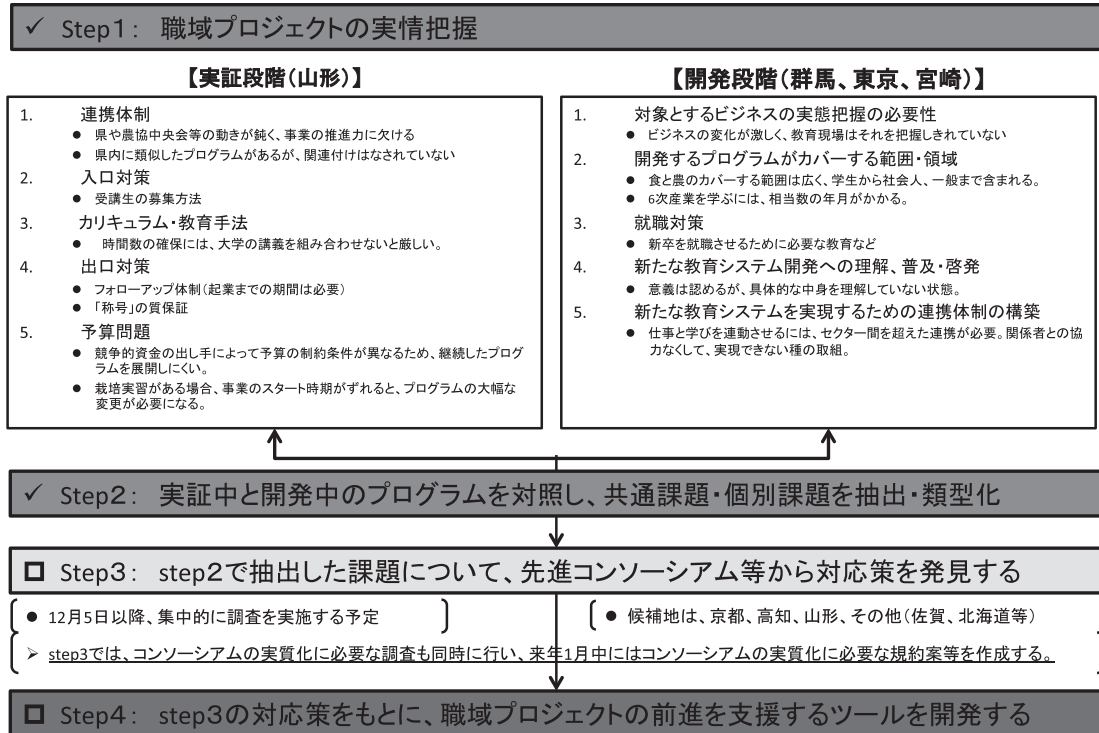 ✓ Step1： 職域プロジェクトの実情把握
【実証段階（山形）】
1. 連携体制
● 県や農協中央会等の動きが鈍く、事業の推進力に欠ける
● 県内に類似したプログラムがあるが、関連付けはなされていない
2. 入口対策
● 受講生の募集方法
3. カリキュラム・教育手法
● 時間数の確保には、大学の講義を組み合わせないと厳しい。
4. 出口対策
● フォローアップ体制（起業までの期間は必要）
● 「称号」の質保証
5. 予算問題
● 競争的資金の出し手によって予算の制約条件が異なるため、継続したプログ
ラムを展開しにくい。
● 栽培実習がある場合、事業のスタート時期がずれると、プログラムの大幅な
変更が必要になる。
【開発段階（群馬、東京、宮崎）】
1. 対象とするビジネスの実態把握の必要性
● ビジネスの変化が激しく、教育現場はそれを把握しきれていない
2. 開発するプログラムがカバーする範囲・領域
● 食と農のカバーする範囲は広く、学生から社会人、一般まで含まれる。
● 6次産業を学ぶには、相当数の年月がかかる。
3. 就職対策
● 新卒を就職させるために必要な教育など
4. 新たな教育システム開発への理解、普及・啓発
● 意義は認めるが、具体的な中身を理解していない状態。
5. 新たな教育システムを実現するための連携体制の構築
● 仕事と学びを連動させるには、セクター間を超えた連携が必要。関係者との協
力なくして、実現できない種の取組。
✓ Step2： 実証中と開発中のプログラムを対照し、共通課題・個別課題を抽出・類型化
□ Step3： step2で抽出した課題について、先進コンソーシアム等から対応策を発見する
● 12月5日以降、集中的に調査を実施する予定
● 候補地は、京都、高知、山形、その他（佐賀、北海道等）
➢ step3では、コンソーシアムの実質化に必要な調査も同時に行い、来年1月中にはコンソーシアムの実質化に必要な規約案等を作成する。
□ Step4： step3の対応策をもとに、職域プロジェクトの前進を支援するツールを開発する